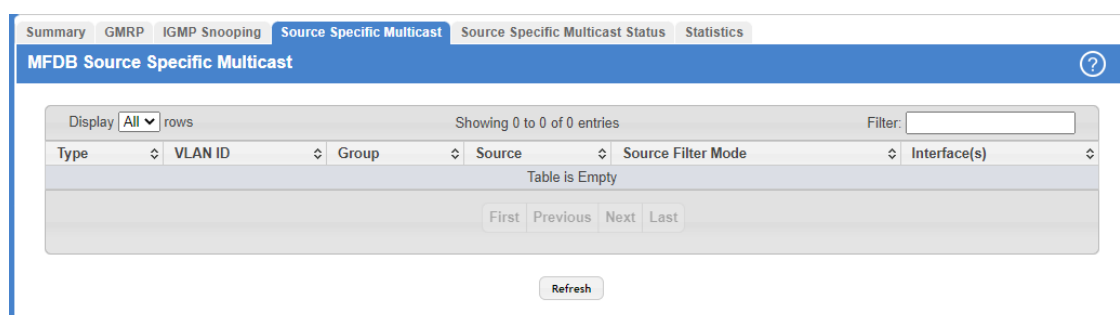 Summary GMRP IGMP Snooping Source Specific Multicast Source Specific Multicast Status Statistics
MFDB Source Specific Multicast ?
Display All rows Showing 0 to 0 of 0 entries Filter:
Type VLAN ID Group Source Source Filter Mode Interface(s)
Table is Empty
First Previous Next Last
Refresh